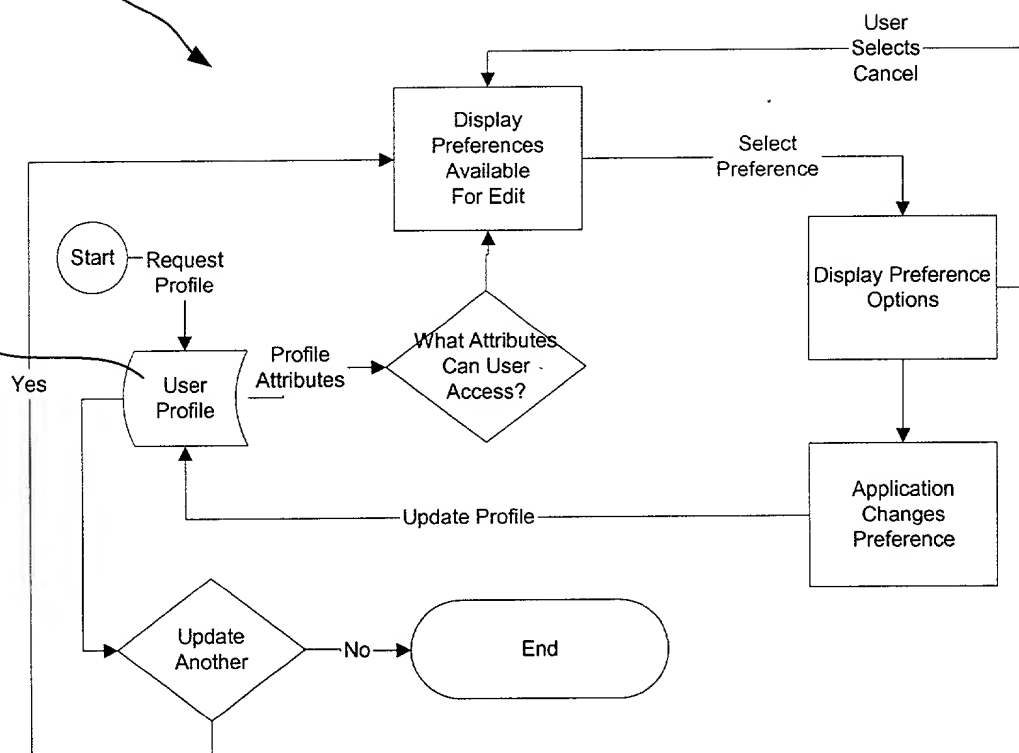 User
Selects
Cancel
Display
Preferences
Available
For Edit
Select
Preference
Start
Request
Profile
Display Preference
Options
What Attributes
Can User
Access?
Profile
Attributes
Yes
User
Profile
Application
Changes
Preference
Update Profile
Update
Another
No
End